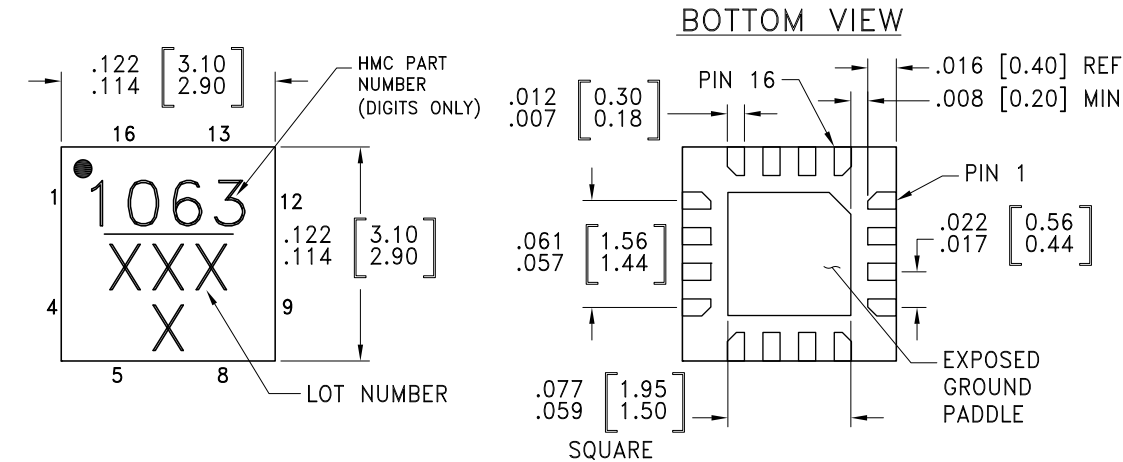 BOTTOM VIEW
.122 [3.10]
.114 [2.90]
HMC PART
NUMBER
(DIGITS ONLY)
16 13
1
1063
12
XXX
X
4
9
5 8
.122 [3.10]
.114 [2.90]
LOT NUMBER
PIN 16
.016 [0.40] REF
.008 [0.20] MIN
.012 [0.30]
.007 [0.18]
PIN 1
.022 [0.56]
.017 [0.44]
.061 [1.56]
.057 [1.44]
EXPOSED
GROUND
PADDLE
.077 [1.95]
.059 [1.50]
SQUARE